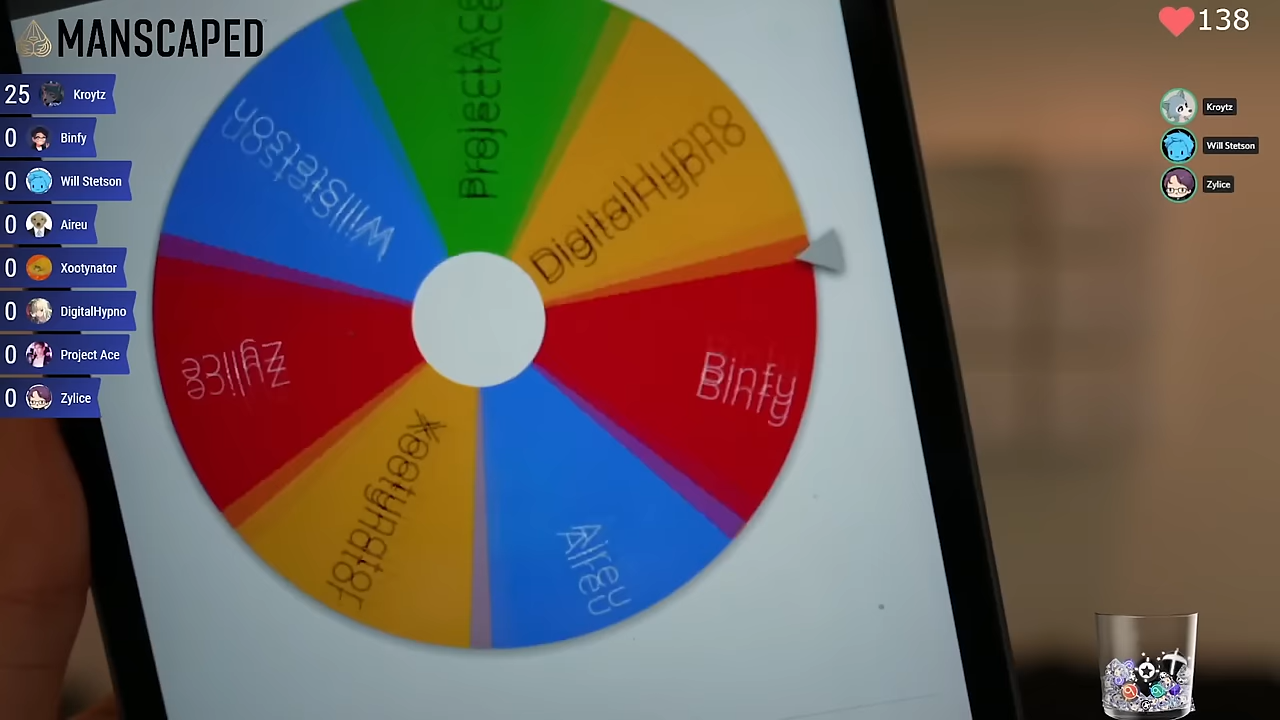 MANSCAPED
138
25 Kroytz
0 Binfy
0 Will Stetson
0 Aireu
0 Xootynator
0 DigitalHypno
0 Project Ace
0 Zylice
Kroytz
Will Stetson
Zylice
ProjectAce
DigitalHypno
WillStetson
Binfy
Zylice
Xootynator
Aireu